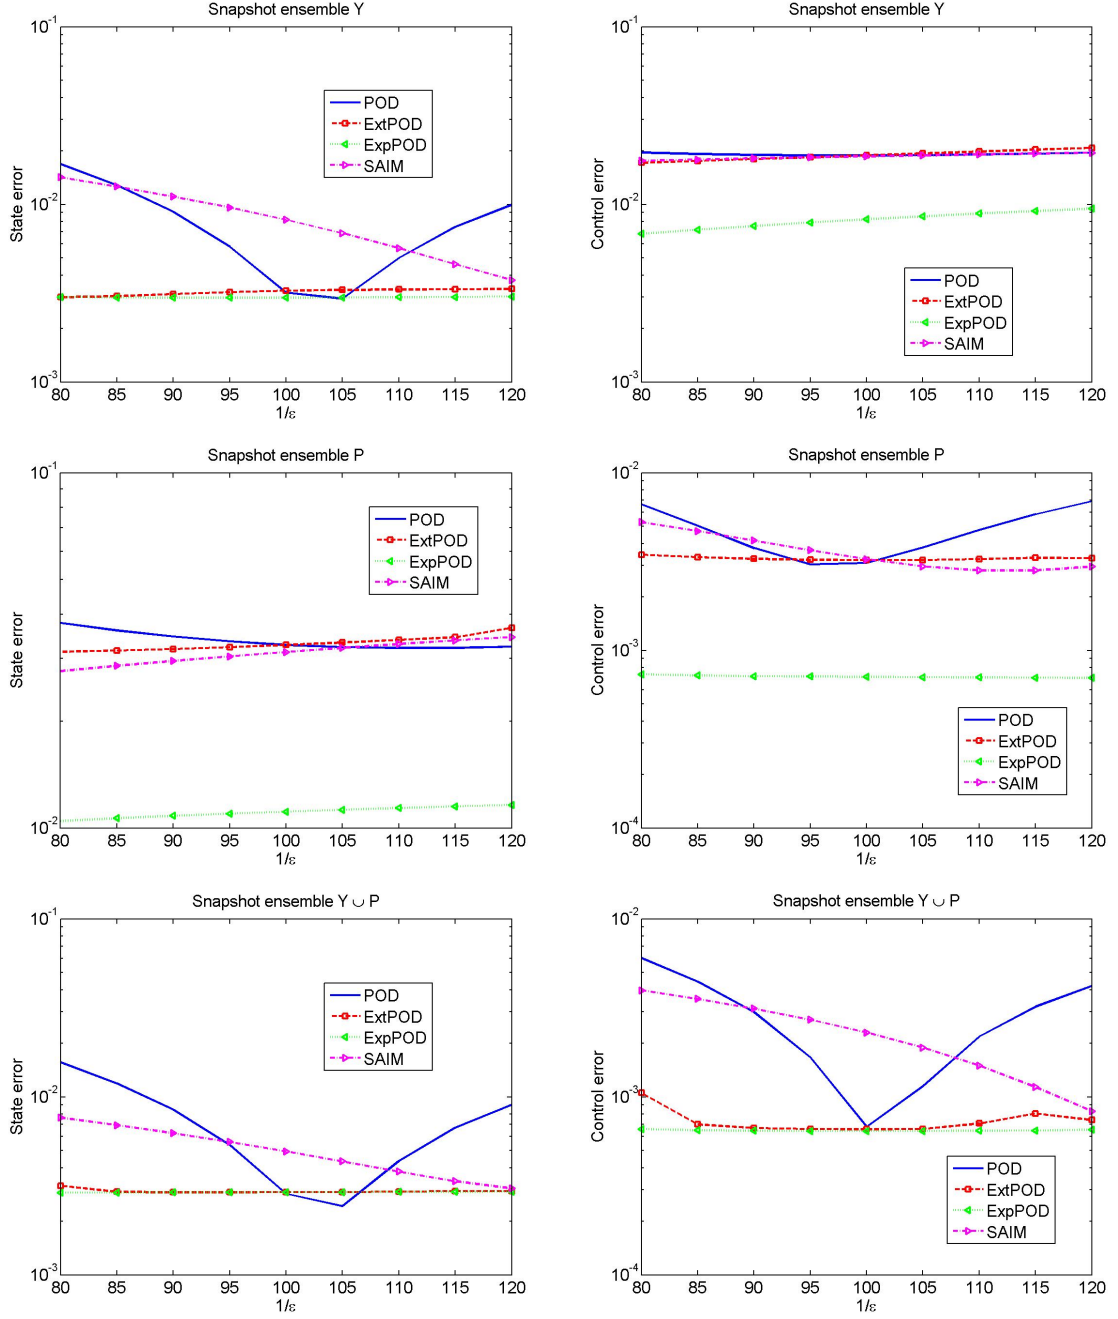 Snapshot ensemble Y
10^-1
10^-2
10^-3
State error
POD
ExtPOD
ExpPOD
SAIM
80 85 90 95 100 105 110 115 120
1/ε
Snapshot ensemble Y
10^-1
10^-2
10^-3
Control error
POD
ExtPOD
ExpPOD
SAIM
80 85 90 95 100 105 110 115 120
1/ε
Snapshot ensemble P
10^-1
10^-2
State error
POD
ExtPOD
ExpPOD
SAIM
80 85 90 95 100 105 110 115 120
1/ε
Snapshot ensemble P
10^-2
10^-3
10^-4
Control error
POD
ExtPOD
ExpPOD
SAIM
80 85 90 95 100 105 110 115 120
1/ε
Snapshot ensemble Y ∪ P
10^-1
10^-2
10^-3
State error
POD
ExtPOD
ExpPOD
SAIM
80 85 90 95 100 105 110 115 120
1/ε
Snapshot ensemble Y ∪ P
10^-2
10^-3
10^-4
Control error
POD
ExtPOD
ExpPOD
SAIM
80 85 90 95 100 105 110 115 120
1/ε